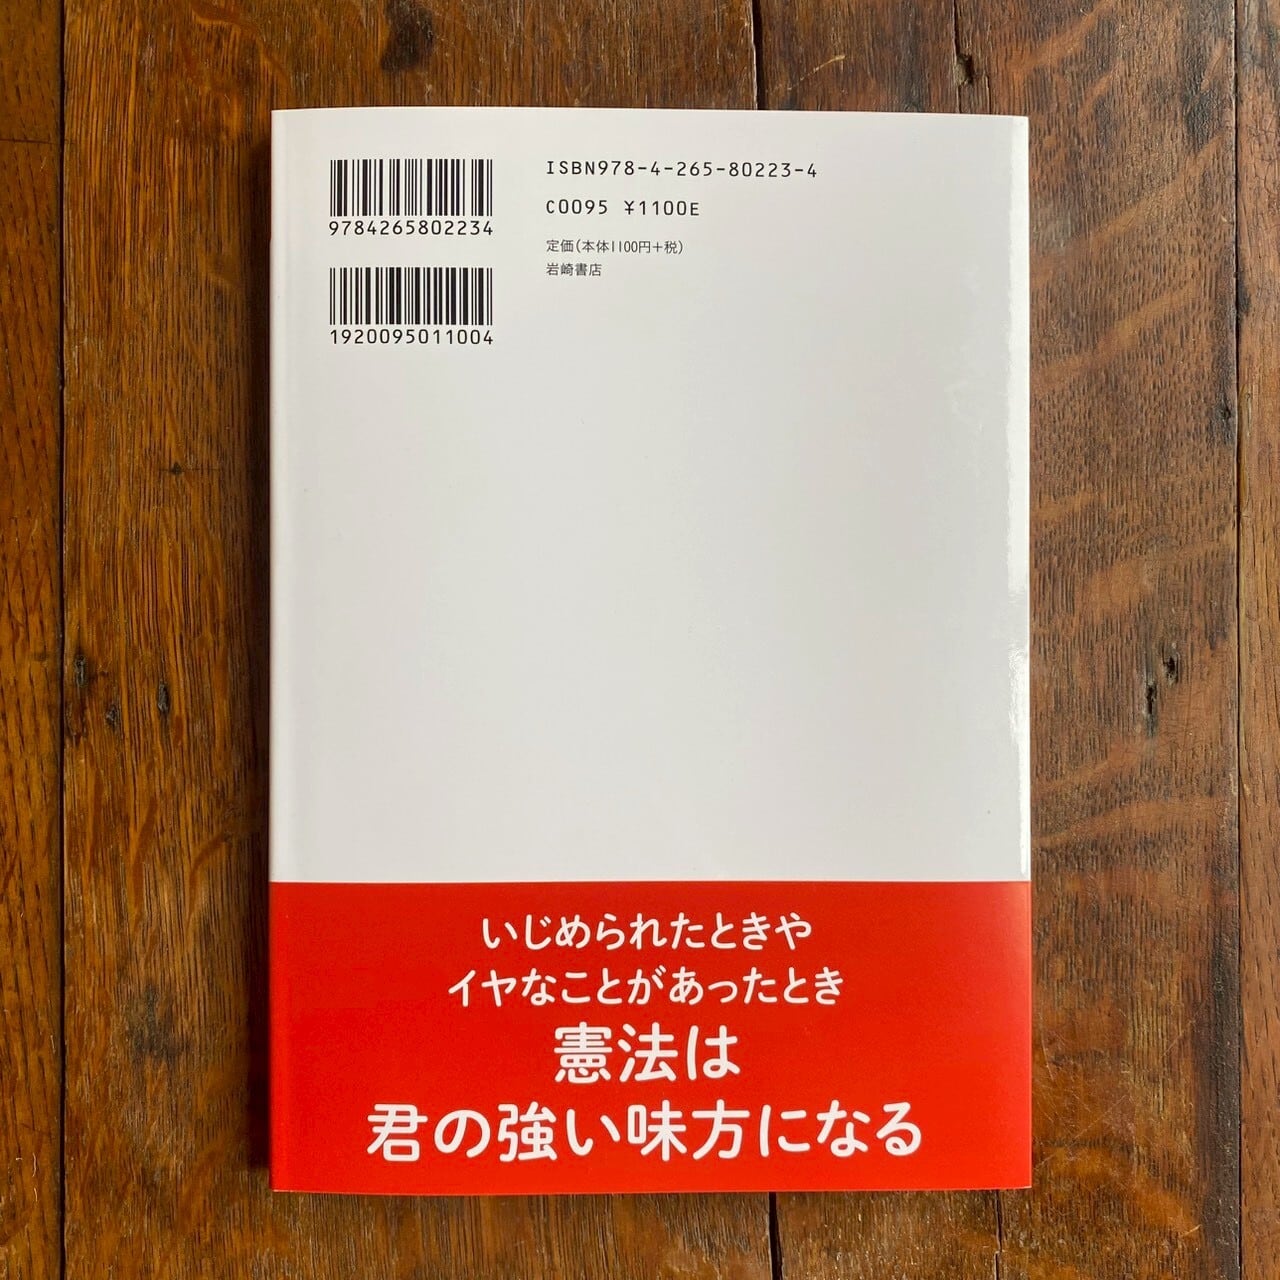 ISBN978-4-265-80223-4
C0095 ¥1100E
9784265802234
定価(本体1100円+税)
岩崎書店
1920095011004
いじめられたときや
イヤなことがあったとき
憲法は
君の強い味方になる